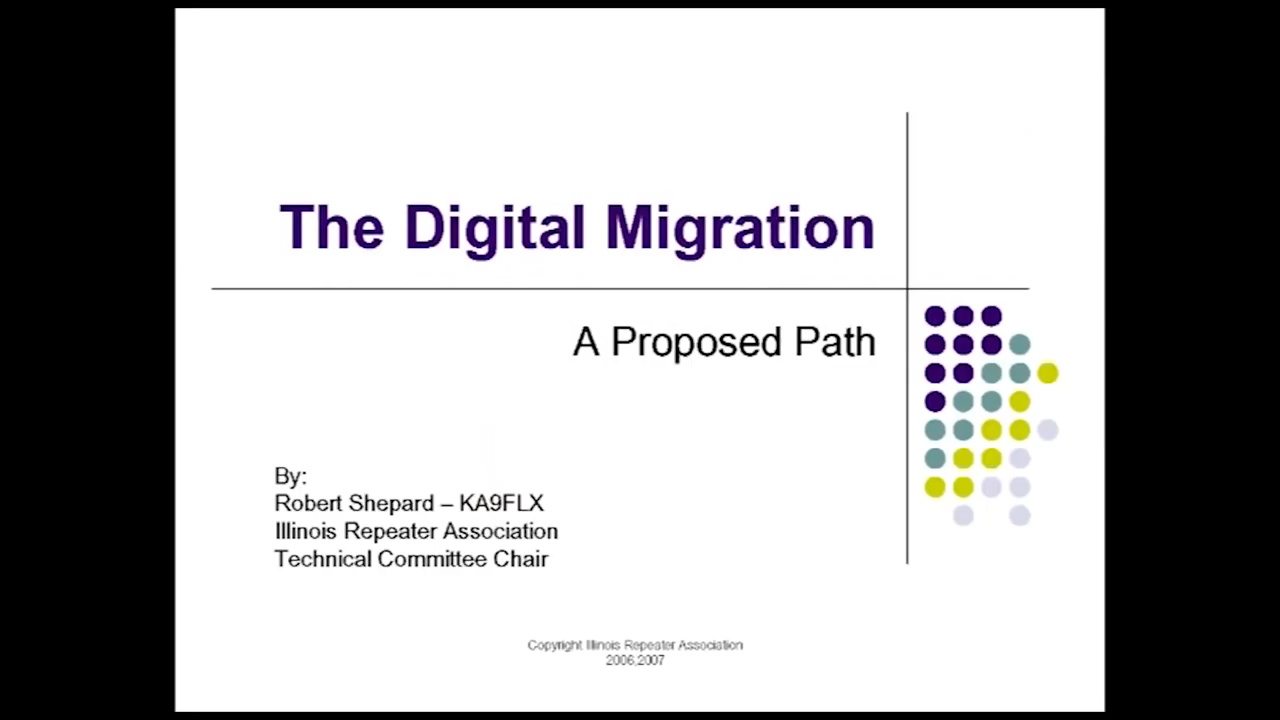 The Digital Migration
A Proposed Path
By:
Robert Shepard – KA9FLX
Illinois Repeater Association
Technical Committee Chair
Copyright Illinois Repeater Association
2006,2007